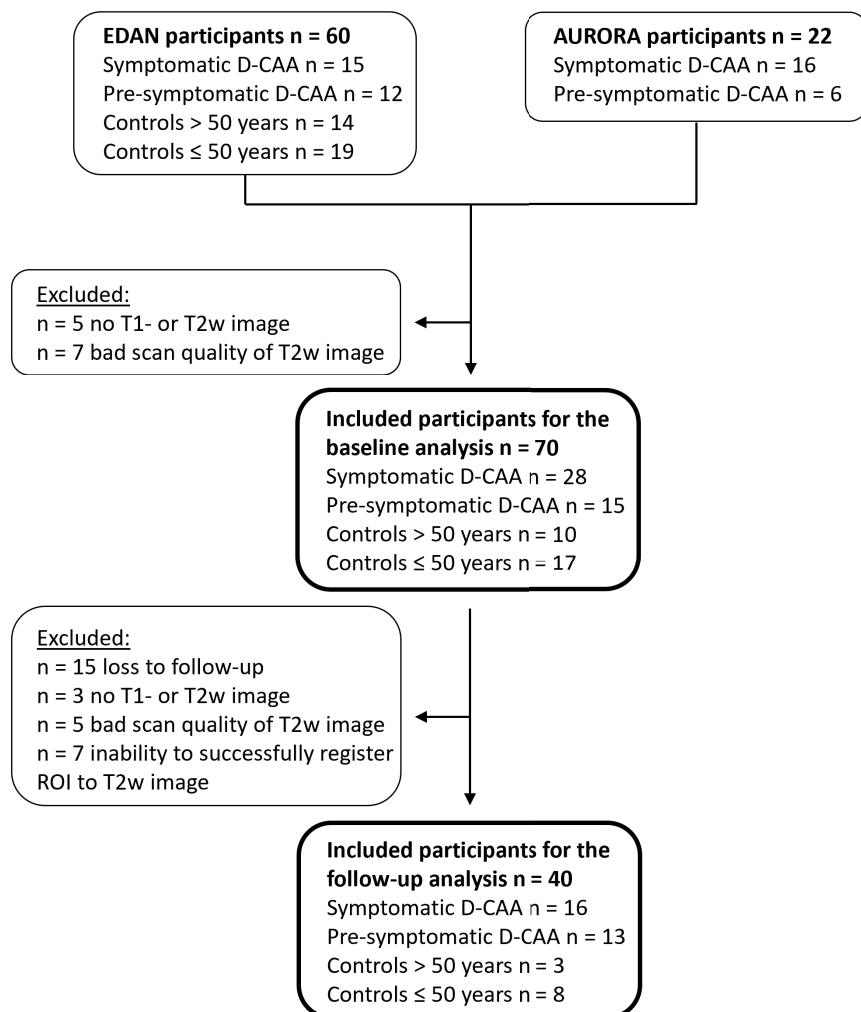 EDAN participants n = 60
Symptomatic D-CAA n = 15
Pre-symptomatic D-CAA n = 12
Controls > 50 years n = 14
Controls ≤ 50 years n = 19
AURORA participants n = 22
Symptomatic D-CAA n = 16
Pre-symptomatic D-CAA n = 6
Excluded:
n = 5 no T1- or T2w image
n = 7 bad scan quality of T2w image
Included participants for the
baseline analysis n = 70
Symptomatic D-CAA n = 28
Pre-symptomatic D-CAA n = 15
Controls > 50 years n = 10
Controls ≤ 50 years n = 17
Excluded:
n = 15 loss to follow-up
n = 3 no T1- or T2w image
n = 5 bad scan quality of T2w image
n = 7 inability to successfully register
ROI to T2w image
Included participants for the
follow-up analysis n = 40
Symptomatic D-CAA n = 16
Pre-symptomatic D-CAA n = 13
Controls > 50 years n = 3
Controls ≤ 50 years n = 8